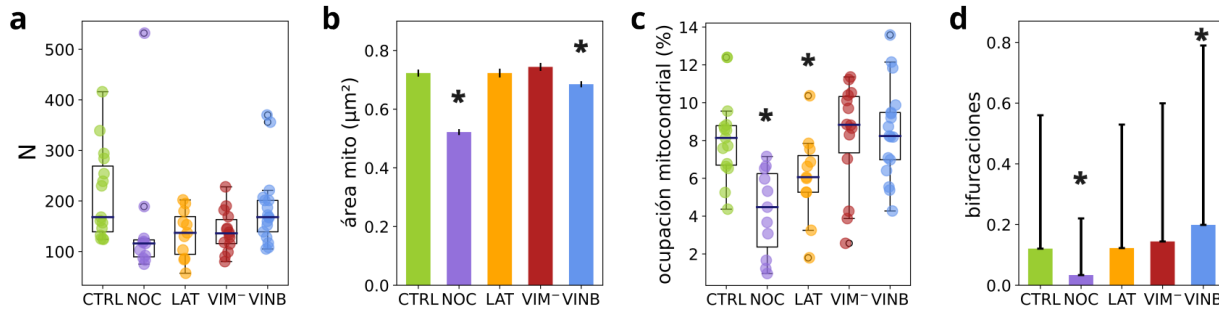 a
N
500
400
300
200
100
CTRL NOC LAT VIM⁻ VINB
b
área mito (μm²)
0.8
0.6
0.4
0.2
0.0
*
*
CTRL NOC LAT VIM⁻ VINB
c
ocupación mitocondrial (%)
14
12
10
8
6
4
2
*
*
CTRL NOC LAT VIM⁻ VINB
d
bifurcaciones
0.8
0.6
0.4
0.2
0.0
*
*
CTRL NOC LAT VIM⁻ VINB